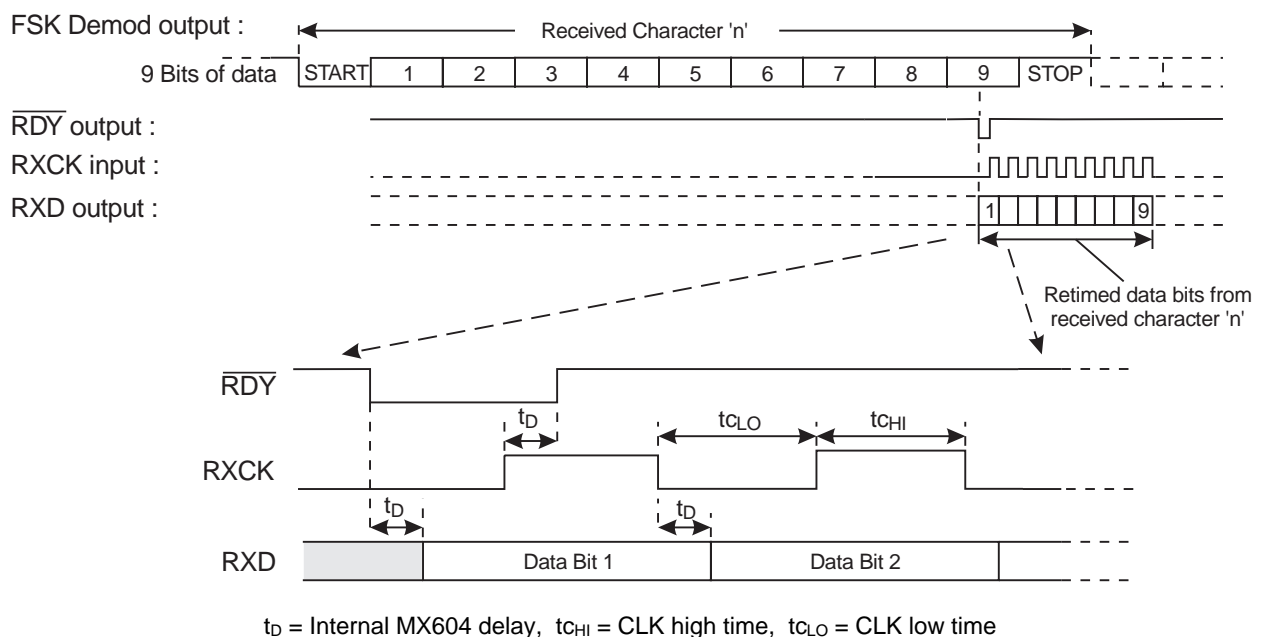 FSK Demod output :
Received Character 'n'
9 Bits of data START 1 2 3 4 5 6 7 8 9 STOP
RDY output :
RXCK input :
RXD output :
1 9
Retimed data bits from
received character 'n'
RDY
tD tcLO tcHI
RXCK
tD tD
RXD Data Bit 1 Data Bit 2
tD = Internal MX604 delay, tcHI = CLK high time, tcLO = CLK low time